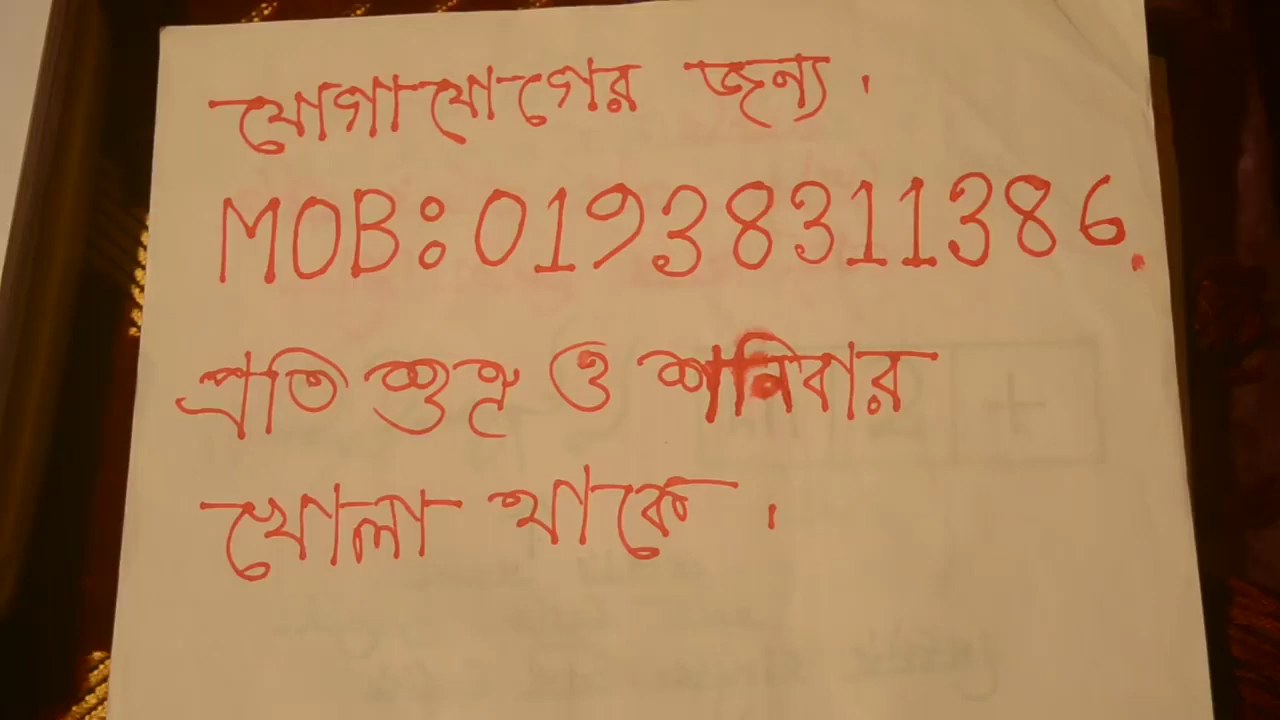 যোগাযোগের জন্য.
MOB: 01938311386.
প্রতি শুক্র ও শনিবার
খোলা থাকে.